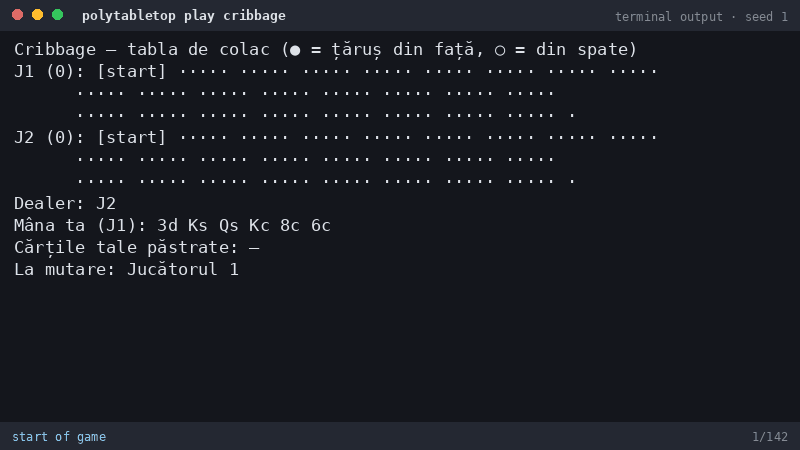 polytabletop play cribbage
terminal output · seed 1
Cribbage — tabla de colac (● = țăruș din față, ○ = din spate)
J1 (0): [start] ····· ····· ····· ····· ····· ····· ····· ·····
····· ····· ····· ····· ····· ····· ····· ·····
····· ····· ····· ····· ····· ····· ····· ····· ·
J2 (0): [start] ····· ····· ····· ····· ····· ····· ····· ·····
····· ····· ····· ····· ····· ····· ····· ·····
····· ····· ····· ····· ····· ····· ····· ····· ·
Dealer: J2
Mâna ta (J1): 3d Ks Qs Kc 8c 6c
Cărțile tale păstrate: —
La mutare: Jucătorul 1
start of game
1/142